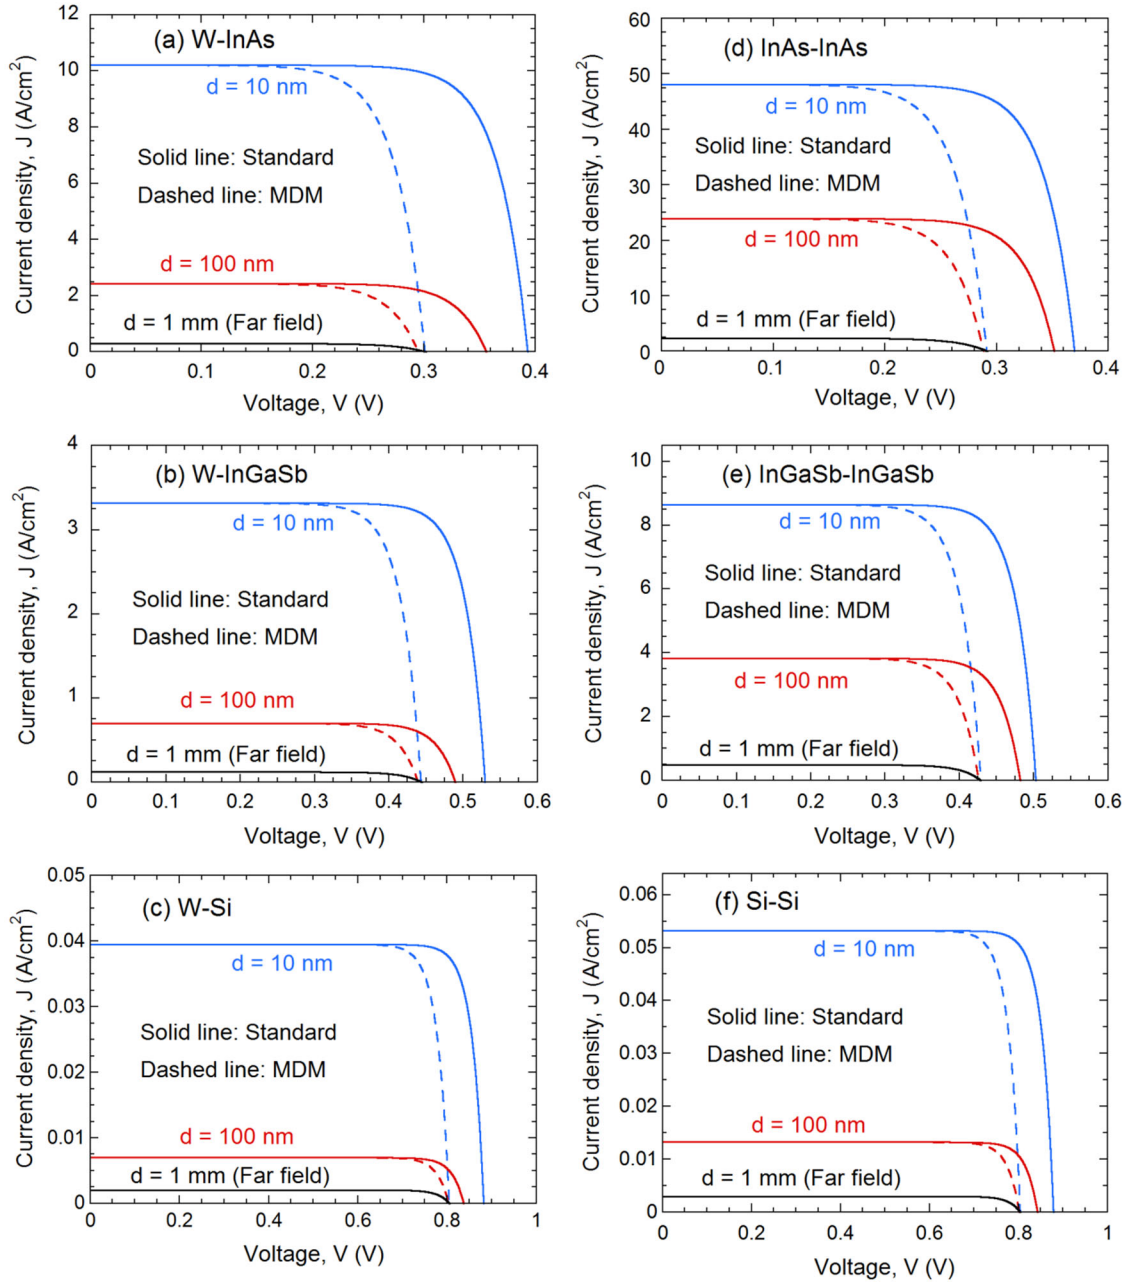 (a) W-InAs
Current density, J (A/cm²)
12
10
8
6
4
2
0
d = 10 nm
Solid line: Standard
Dashed line: MDM
d = 100 nm
d = 1 mm (Far field)
0 0.1 0.2 0.3 0.4
Voltage, V (V)
(d) InAs-InAs
Current density, J (A/cm²)
60
50
40
30
20
10
0
d = 10 nm
Solid line: Standard
Dashed line: MDM
d = 100 nm
d = 1 mm (Far field)
0 0.1 0.2 0.3 0.4
Voltage, V (V)
(b) W-InGaSb
Current density, J (A/cm²)
4
3
2
1
0
d = 10 nm
Solid line: Standard
Dashed line: MDM
d = 100 nm
d = 1 mm (Far field)
0 0.1 0.2 0.3 0.4 0.5 0.6
Voltage, V (V)
(e) InGaSb-InGaSb
Current density, J (A/cm²)
10
8
6
4
2
0
d = 10 nm
Solid line: Standard
Dashed line: MDM
d = 100 nm
d = 1 mm (Far field)
0 0.1 0.2 0.3 0.4 0.5 0.6
Voltage, V (V)
(c) W-Si
Current density, J (A/cm²)
0.05
0.04
0.03
0.02
0.01
0
d = 10 nm
Solid line: Standard
Dashed line: MDM
d = 100 nm
d = 1 mm (Far field)
0 0.2 0.4 0.6 0.8 1
Voltage, V (V)
(f) Si-Si
Current density, J (A/cm²)
0.06
0.05
0.04
0.03
0.02
0.01
0
d = 10 nm
Solid line: Standard
Dashed line: MDM
d = 100 nm
d = 1 mm (Far field)
0 0.2 0.4 0.6 0.8 1
Voltage, V (V)